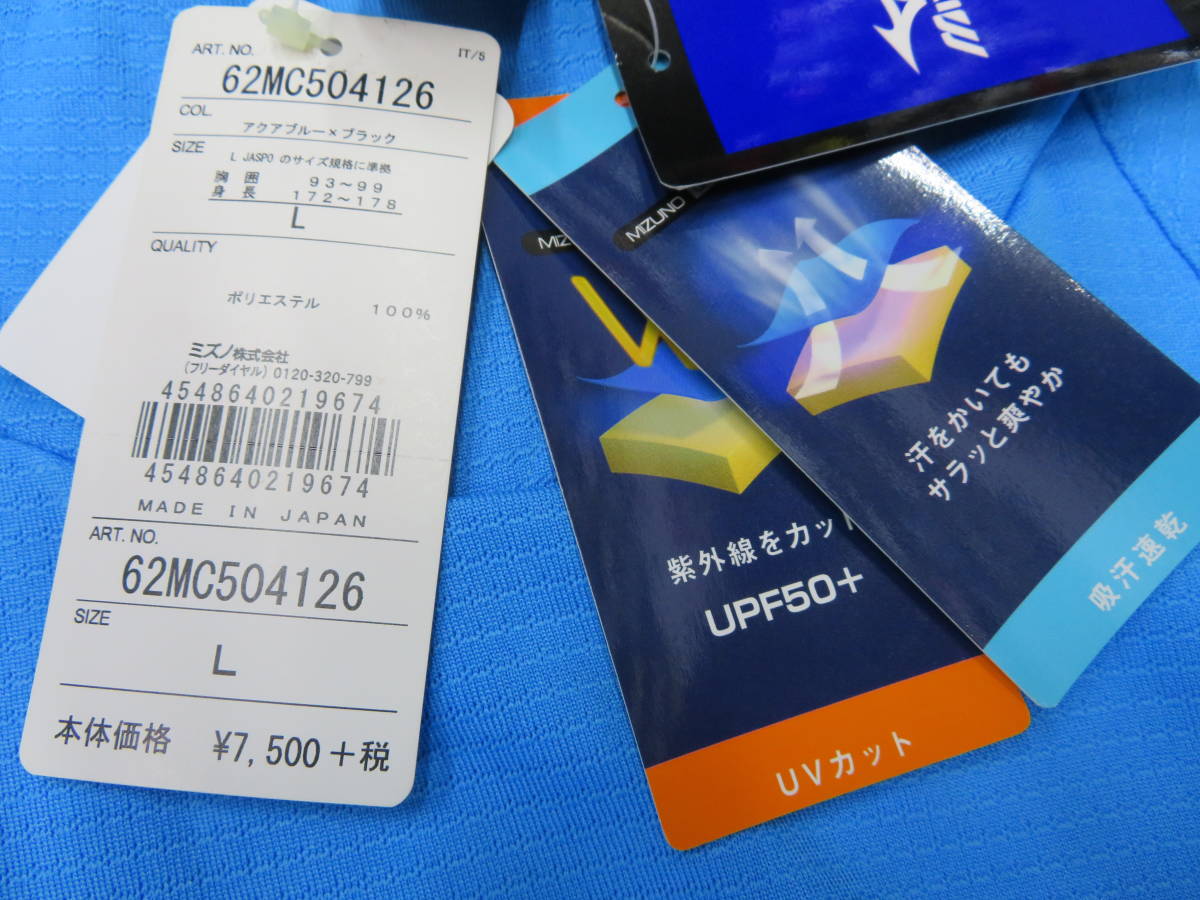 ART. NO.
IT/5
62MC504126
COL.
アクアブルー×ブラック
SIZE
L JASPO のサイズ規格に準拠
胸囲 93～99
身長 172～178
L
QUALITY
ポリエステル 100%
ミズノ株式会社
(フリーダイヤル) 0120-320-799
4548640219674
4548640219674
MADE IN JAPAN
ART. NO.
62MC504126
SIZE
L
本体価格 ¥7,500+税
紫外線をカット
UPF50+
UVカット
MIZUNO
汗をかいても
サラッと爽やか
吸汗速乾